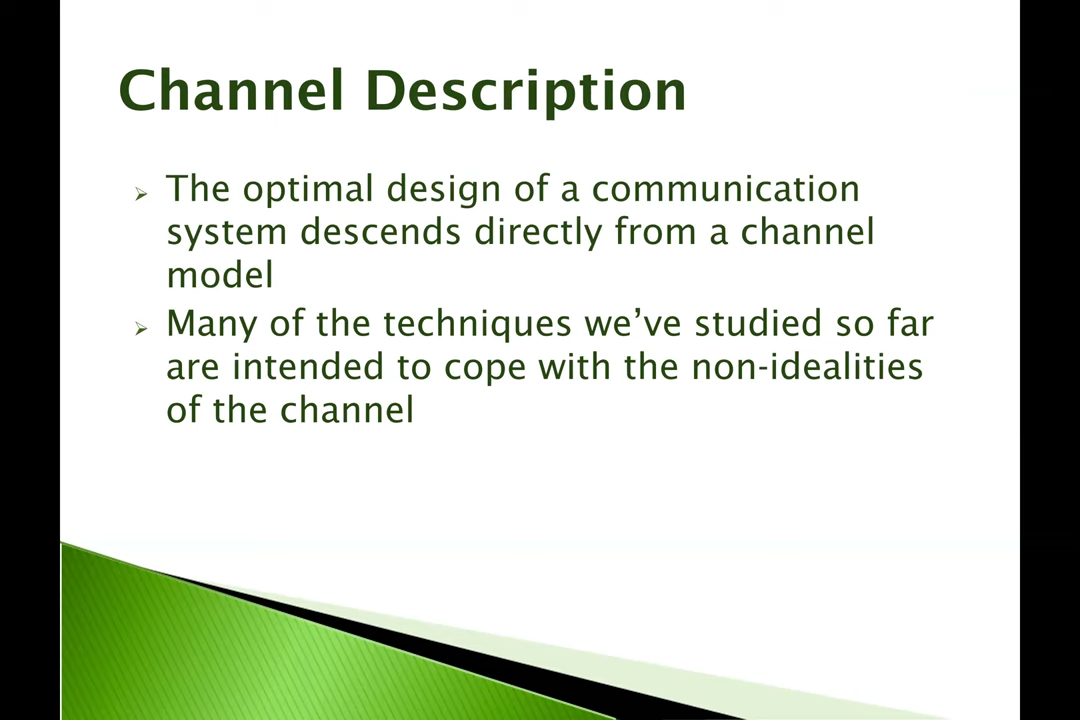 Channel Description
The optimal design of a communication
system descends directly from a channel
model
Many of the techniques we’ve studied so far
are intended to cope with the non-idealities
of the channel